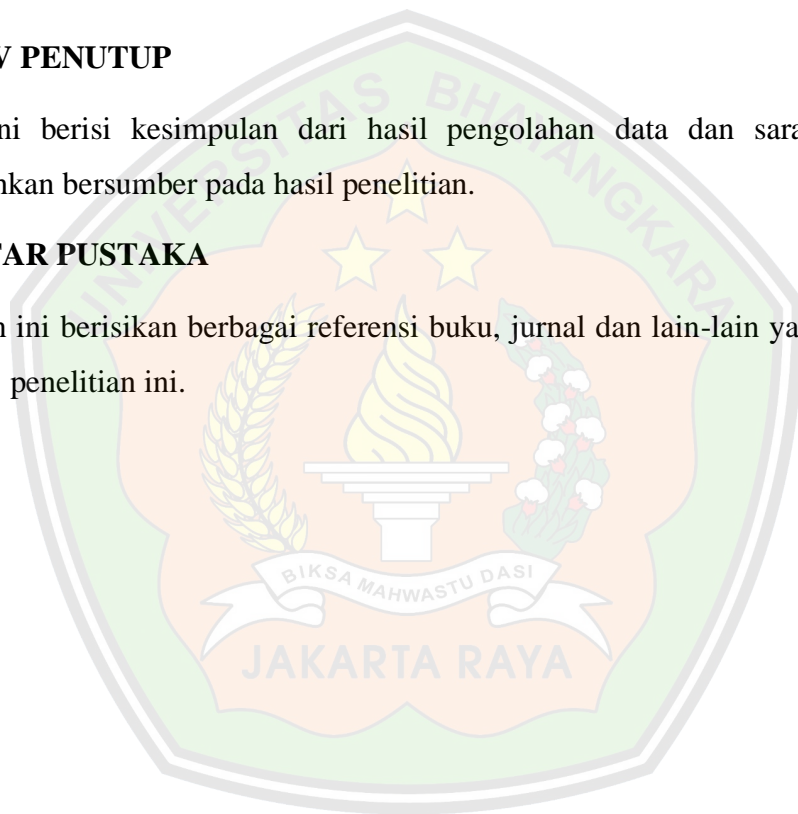 V PENUTUP
ni berisi kesimpulan dari hasil pengolahan data dan sara
nkan bersumber pada hasil penelitian.
TAR PUSTAKA
n ini berisikan berbagai referensi buku, jurnal dan lain-lain ya
penelitian ini.
UNIVERSITAS BHAYANGKARA
BIKSA MAHWASTU DASI
JAKARTA RAYA